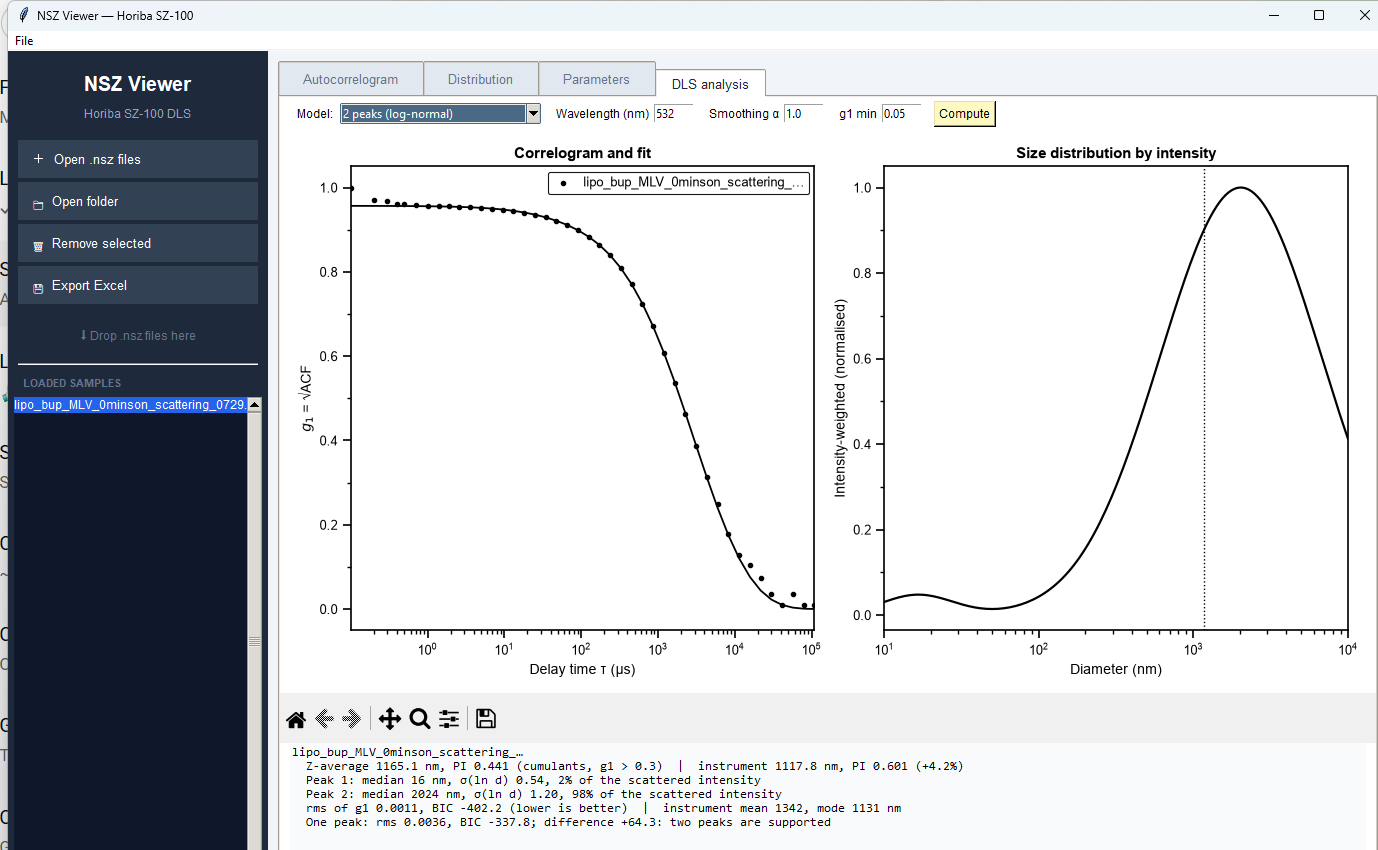 NSZ Viewer — Horiba SZ-100
File
NSZ Viewer
Horiba SZ-100 DLS
+ Open .nsz files
Open folder
Remove selected
Export Excel
⬇ Drop .nsz files here
LOADED SAMPLES
lipo_bup_MLV_0minson_scattering_0729.
Autocorrelogram
Distribution
Parameters
DLS analysis
Model: 2 peaks (log-normal) Wavelength (nm) 532 Smoothing α 1.0 g1 min 0.05 Compute
Correlogram and fit
lipo_bup_MLV_0minson_scattering_…
1.0
0.8
0.6
0.4
0.2
0.0
g₁ = √ACF
10⁰ 10¹ 10² 10³ 10⁴ 10⁵
Delay time τ (µs)
Size distribution by intensity
1.0
0.8
0.6
0.4
0.2
0.0
Intensity-weighted (normalised)
10¹ 10² 10³ 10⁴
Diameter (nm)
lipo_bup_MLV_0minson_scattering_…
Z-average 1165.1 nm, PI 0.441 (cumulants, g1 > 0.3) | instrument 1117.8 nm, PI 0.601 (+4.2%)
Peak 1: median 16 nm, σ(ln d) 0.54, 2% of the scattered intensity
Peak 2: median 2024 nm, σ(ln d) 1.20, 98% of the scattered intensity
rms of g1 0.0011, BIC -402.2 (lower is better) | instrument mean 1342, mode 1131 nm
One peak: rms 0.0036, BIC -337.8; difference +64.3: two peaks are supported